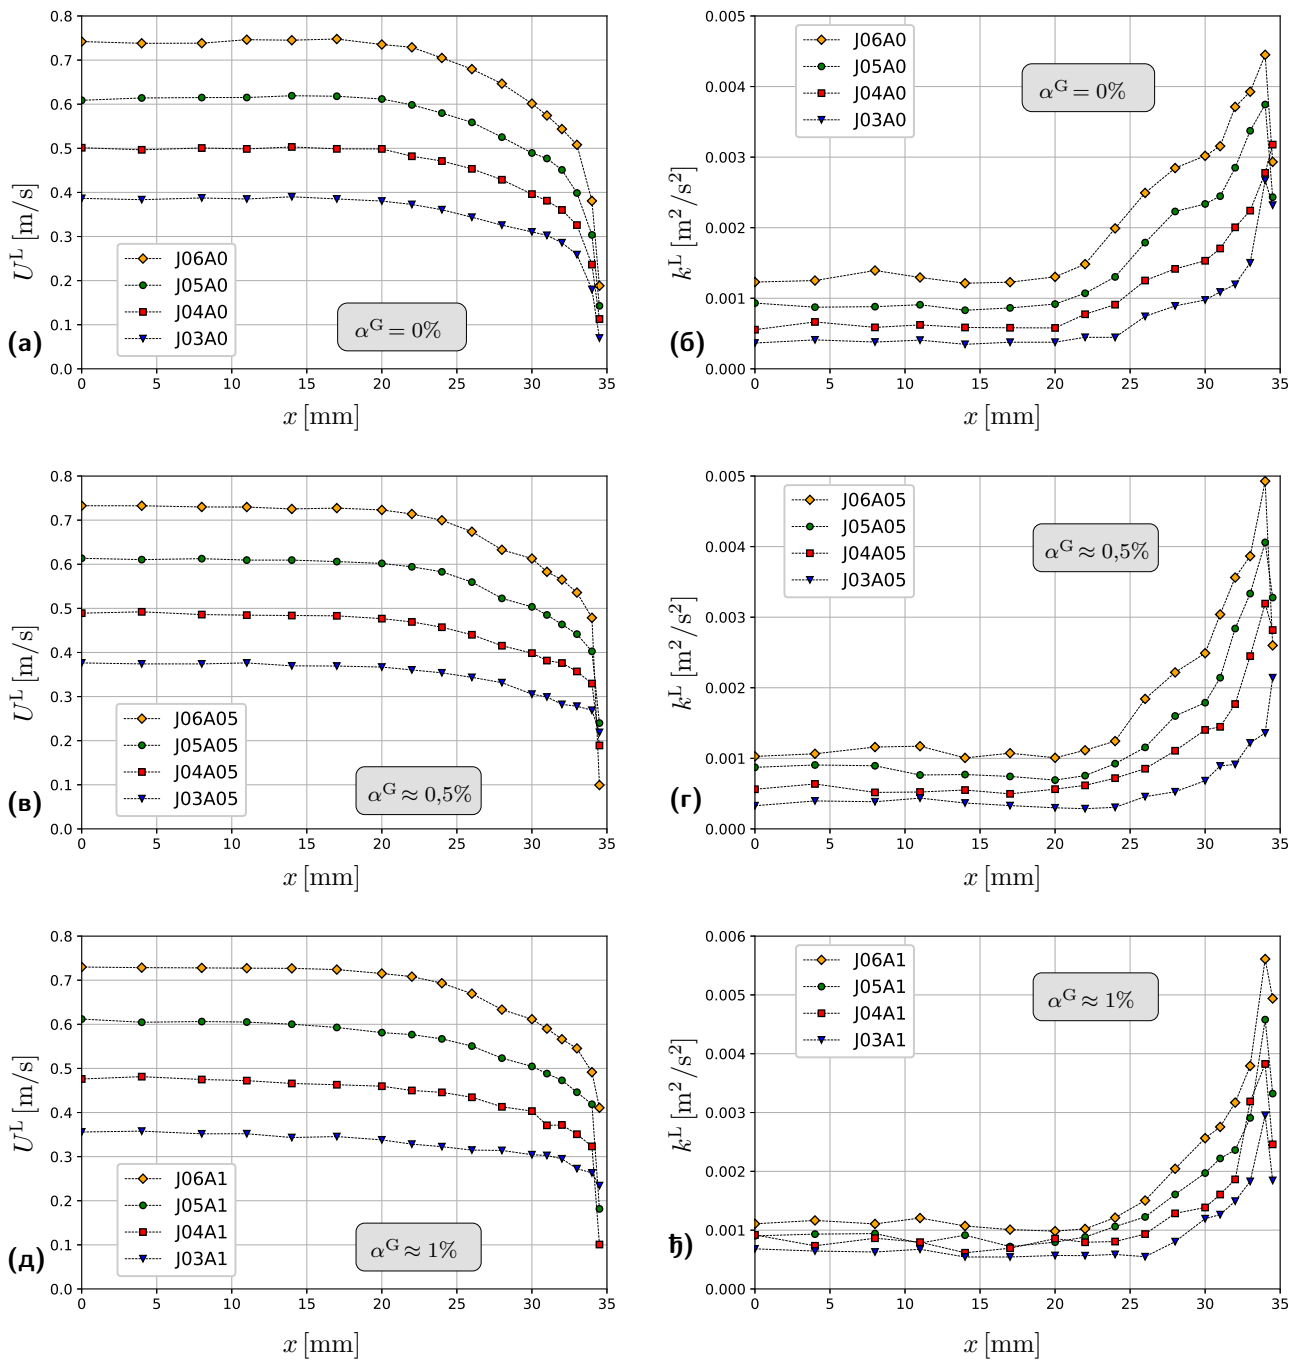 0.8
0.7
0.6
0.5
0.4
0.3
0.2
0.1
0.0
U^L [m/s]
J06A0
J05A0
J04A0
J03A0
α^G = 0%
(а)
0 5 10 15 20 25 30 35
x [mm]
0.005
0.004
0.003
0.002
0.001
0.000
k^L [m²/s²]
J06A0
J05A0
J04A0
J03A0
α^G = 0%
(б)
0 5 10 15 20 25 30 35
x [mm]
0.8
0.7
0.6
0.5
0.4
0.3
0.2
0.1
0.0
U^L [m/s]
J06A05
J05A05
J04A05
J03A05
α^G ≈ 0,5%
(в)
0 5 10 15 20 25 30 35
x [mm]
0.005
0.004
0.003
0.002
0.001
0.000
k^L [m²/s²]
J06A05
J05A05
J04A05
J03A05
α^G ≈ 0,5%
(г)
0 5 10 15 20 25 30 35
x [mm]
0.8
0.7
0.6
0.5
0.4
0.3
0.2
0.1
0.0
U^L [m/s]
J06A1
J05A1
J04A1
J03A1
α^G ≈ 1%
(д)
0 5 10 15 20 25 30 35
x [mm]
0.006
0.005
0.004
0.003
0.002
0.001
0.000
k^L [m²/s²]
J06A1
J05A1
J04A1
J03A1
α^G ≈ 1%
ђ)
0 5 10 15 20 25 30 35
x [mm]